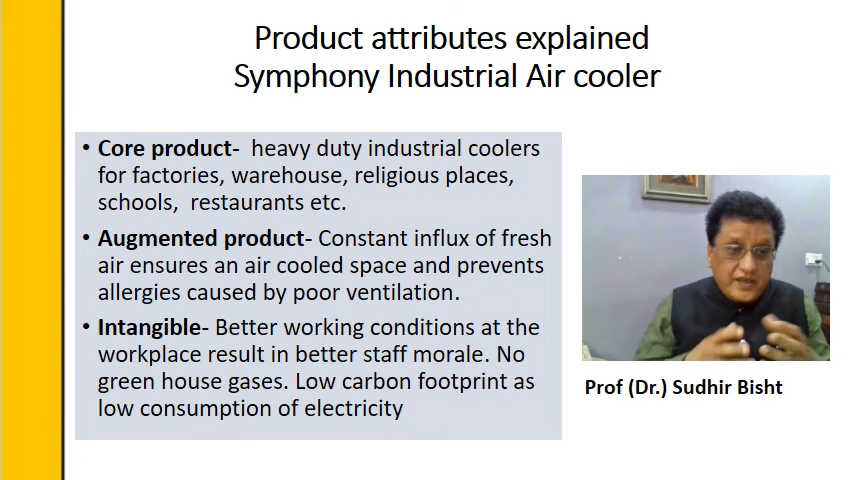 Product attributes explained
Symphony Industrial Air cooler
• Core product- heavy duty industrial coolers
for factories, warehouse, religious places,
schools, restaurants etc.
• Augmented product- Constant influx of fresh
air ensures an air cooled space and prevents
allergies caused by poor ventilation.
• Intangible- Better working conditions at the
workplace result in better staff morale. No
green house gases. Low carbon footprint as
low consumption of electricity
Prof (Dr.) Sudhir Bisht